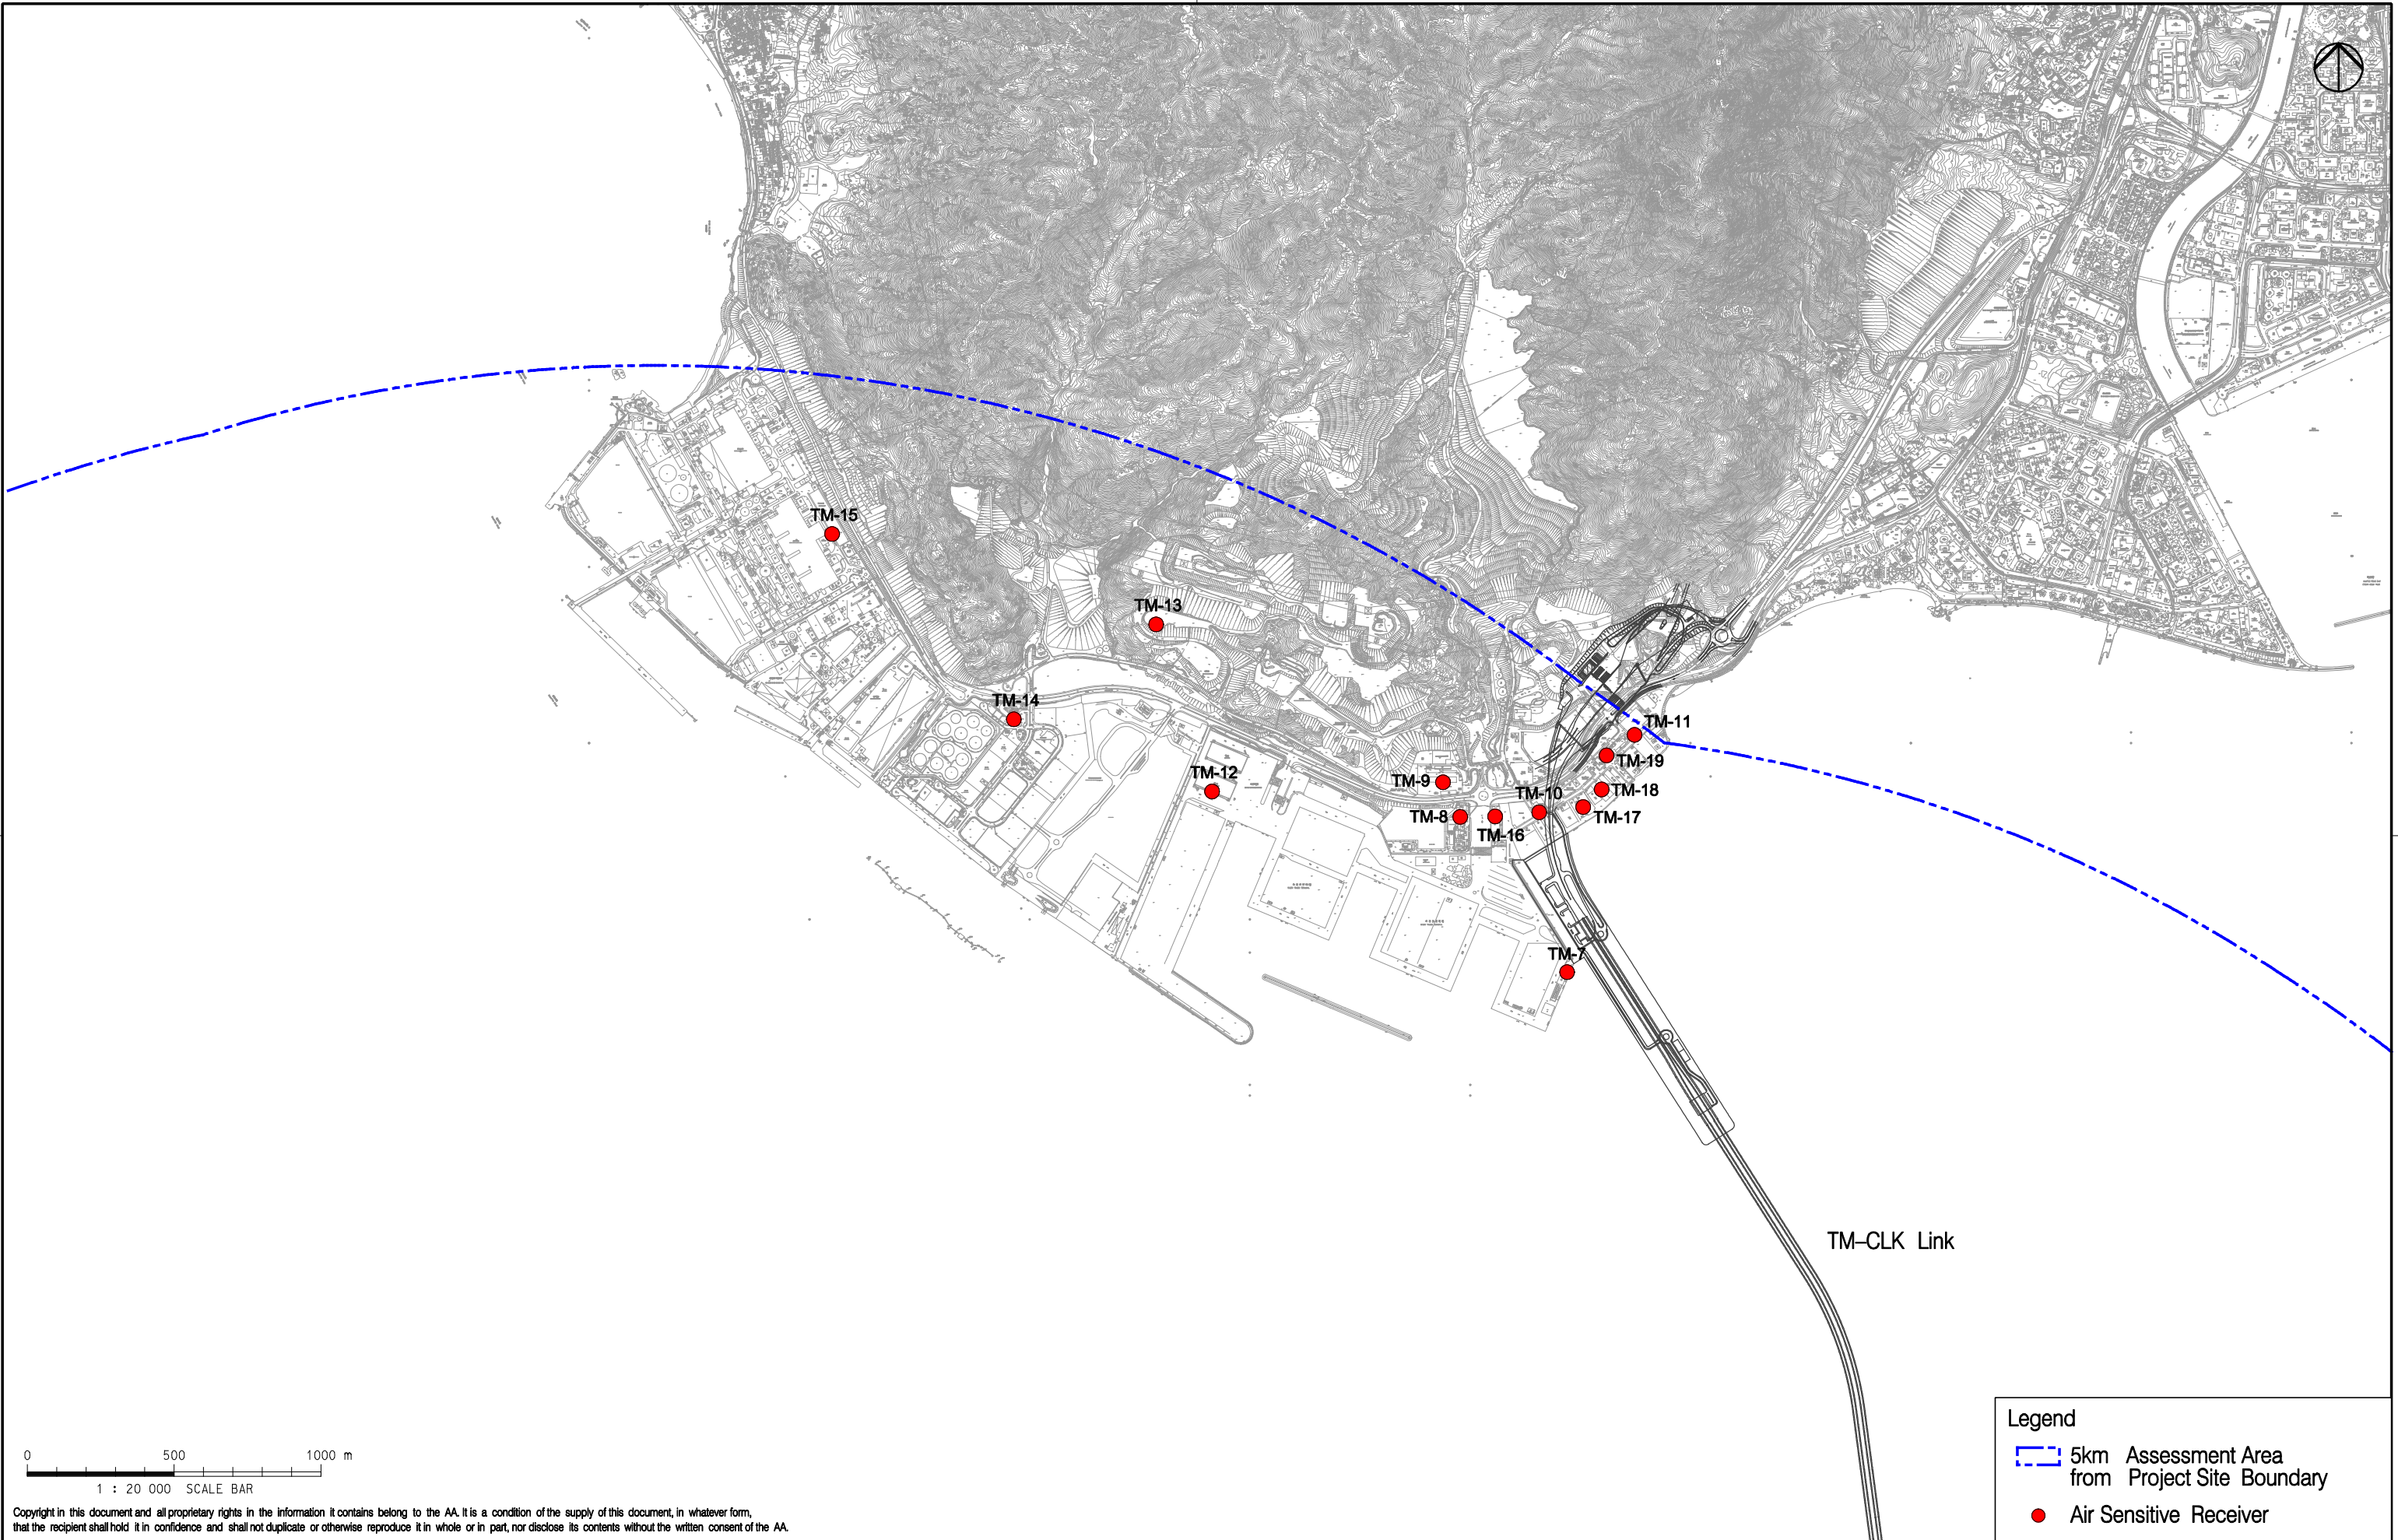 TM-15
TM-13
TM-14
TM-11
TM-19
TM-12
TM-9
TM-18
TM-10
TM-8
TM-17
TM-16
TM-7
TM–CLK Link
Legend
5km Assessment Area
from Project Site Boundary
Air Sensitive Receiver
0 500 1000 m
1 : 20 000 SCALE BAR
Copyright in this document and all proprietary rights in the information it contains belong to the AA. It is a condition of the supply of this document, in whatever form,
that the recipient shall hold it in confidence and shall not duplicate or otherwise reproduce it in whole or in part, nor disclose its contents without the written consent of the AA.